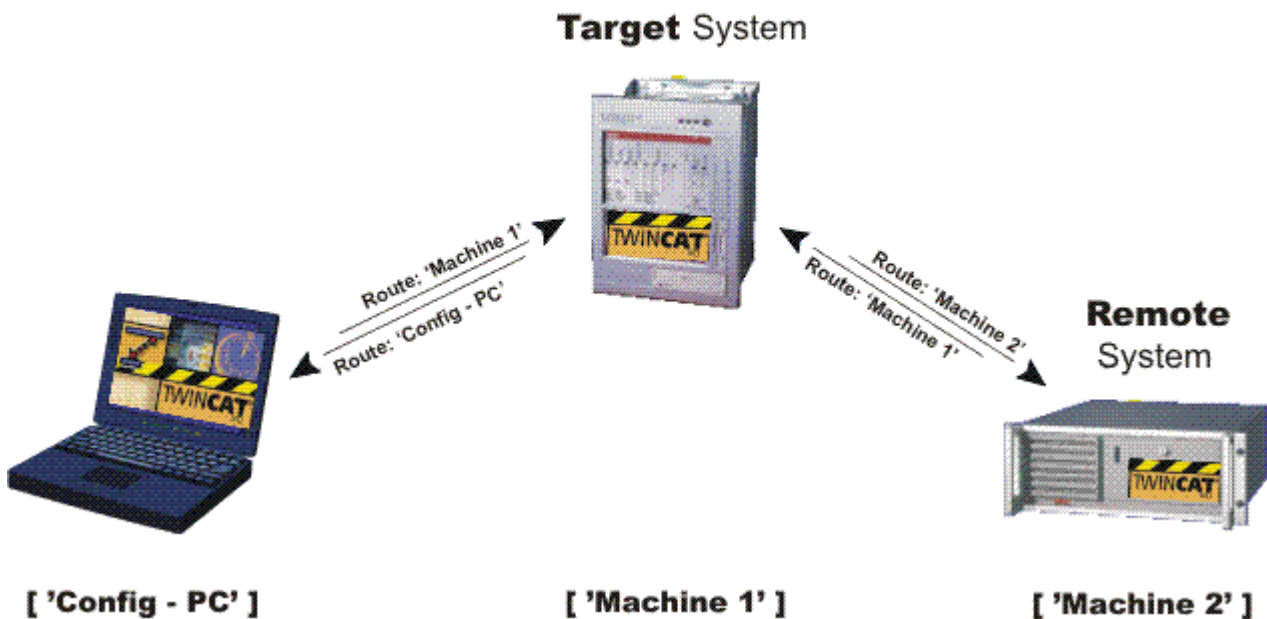 Target System
TWINCAT
Route: ‘Machine 1’
Route: ‘Config - PC’
Route: ‘Machine 2’
Route: ‘Machine 1’
Remote
System
TWINCAT
TWINCAT
[ ’Config - PC’ ]
[ ’Machine 1’ ]
[ ’Machine 2’ ]